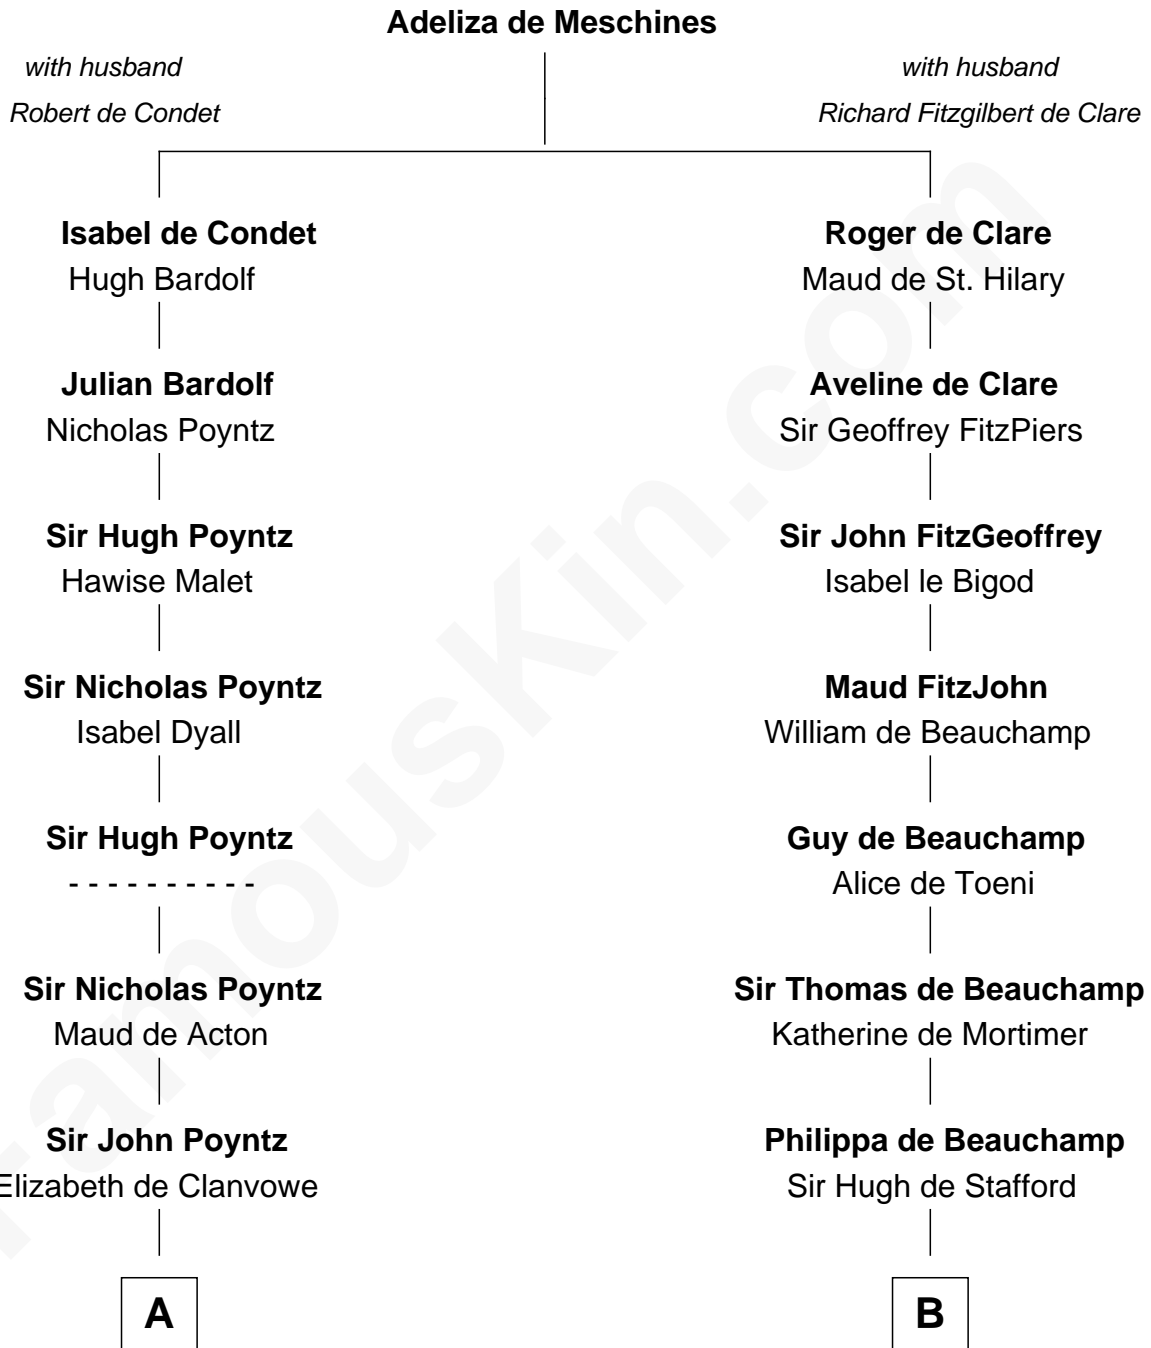 Adeliza de Meschines
with husband
Robert de Condet
with husband
Richard Fitzgilbert de Clare
Isabel de Condet
Hugh Bardolf
Roger de Clare
Maud de St. Hilary
Julian Bardolf
Nicholas Poyntz
Aveline de Clare
Sir Geoffrey FitzPiers
Sir Hugh Poyntz
Hawise Malet
Sir John FitzGeoffrey
Isabel le Bigod
Sir Nicholas Poyntz
Isabel Dyall
Maud FitzJohn
William de Beauchamp
Sir Hugh Poyntz
- - - - - - - - - -
Guy de Beauchamp
Alice de Toeni
Sir Nicholas Poyntz
Maud de Acton
Sir Thomas de Beauchamp
Katherine de Mortimer
Sir John Poyntz
Elizabeth de Clanvowe
Philippa de Beauchamp
Sir Hugh de Stafford
A
B
FamousKin.com